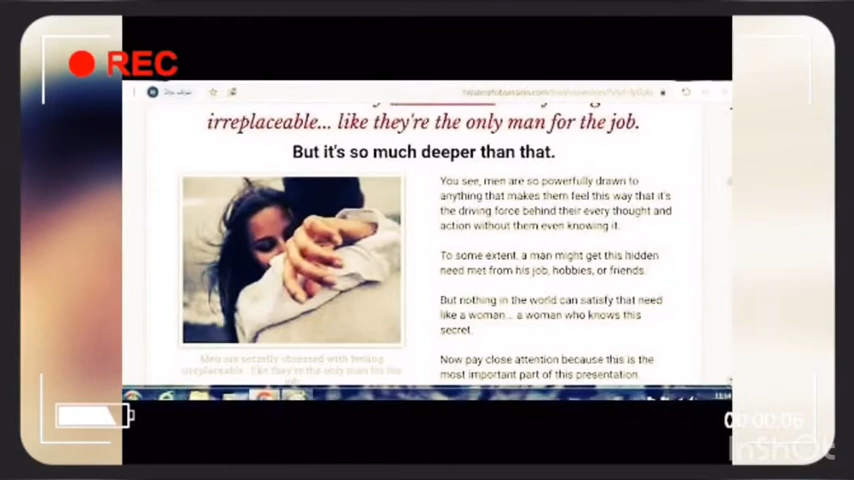 REC
irreplaceable... like they're the only man for the job.
But it's so much deeper than that.
You see, men are so powerfully drawn to
anything that makes them feel this way that it's
the driving force behind their every thought and
action without them even knowing it.
To some extent, a man might get this hidden
need met from his job, hobbies, or friends.
But nothing in the world can satisfy that need
like a woman... a woman who knows this
secret.
Now pay close attention because this is the
most important part of this presentation.
Men are secretly obsessed with feeling
irreplaceable like they're the only man for the
job
00:00:06
InShOt